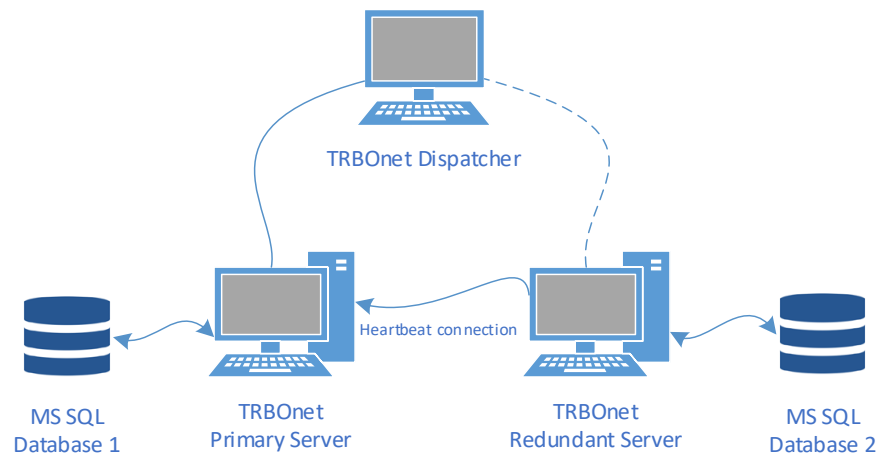 TRBOnet Dispatcher
Heartbeat connection
MS SQL
Database 1
TRBOnet
Primary Server
TRBOnet
Redundant Server
MS SQL
Database 2